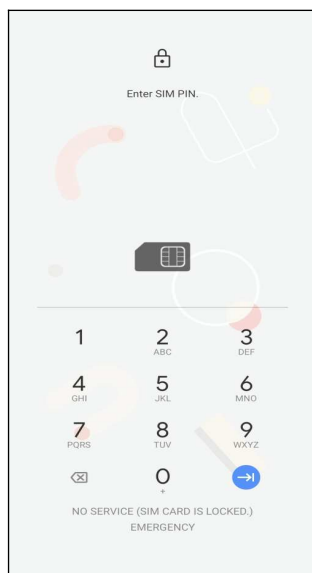 Enter SIM PIN.
1 2 3
ABC DEF
4 5 6
GHI JKL MNO
7 8 9
PQRS TUV WXYZ
0
+
NO SERVICE (SIM CARD IS LOCKED.)
EMERGENCY